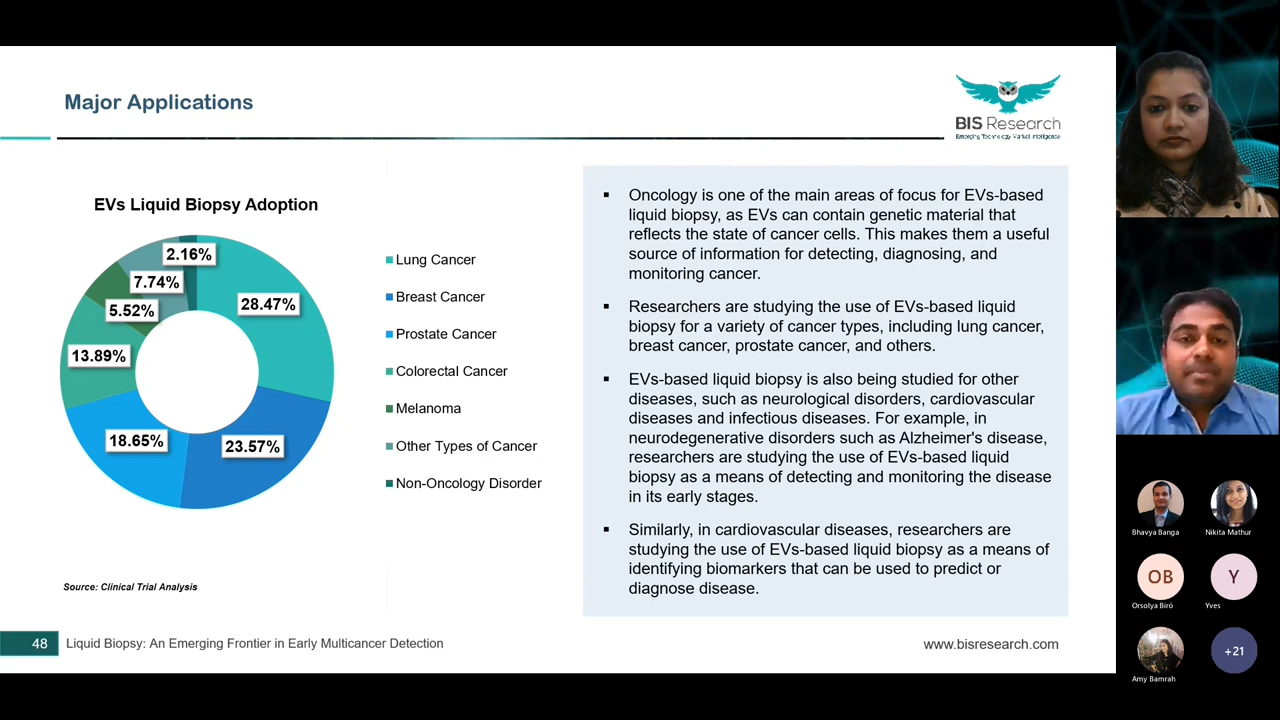 Major Applications
BIS Research
Emerging Technology Market Intelligence
EVs Liquid Biopsy Adoption
2.16%
7.74%
28.47%
5.52%
13.89%
18.65%
23.57%
Lung Cancer
Breast Cancer
Prostate Cancer
Colorectal Cancer
Melanoma
Other Types of Cancer
Non-Oncology Disorder
Source: Clinical Trial Analysis
▪ Oncology is one of the main areas of focus for EVs-based
liquid biopsy, as EVs can contain genetic material that
reflects the state of cancer cells. This makes them a useful
source of information for detecting, diagnosing, and
monitoring cancer.
▪ Researchers are studying the use of EVs-based liquid
biopsy for a variety of cancer types, including lung cancer,
breast cancer, prostate cancer, and others.
▪ EVs-based liquid biopsy is also being studied for other
diseases, such as neurological disorders, cardiovascular
diseases and infectious diseases. For example, in
neurodegenerative disorders such as Alzheimer's disease,
researchers are studying the use of EVs-based liquid
biopsy as a means of detecting and monitoring the disease
in its early stages.
▪ Similarly, in cardiovascular diseases, researchers are
studying the use of EVs-based liquid biopsy as a means of
identifying biomarkers that can be used to predict or
diagnose disease.
48
Liquid Biopsy: An Emerging Frontier in Early Multicancer Detection
www.bisresearch.com
Bhavya Banga
Nikita Mathur
OB
Y
Orsolya Biró
Yves
+21
Amy Bamrah